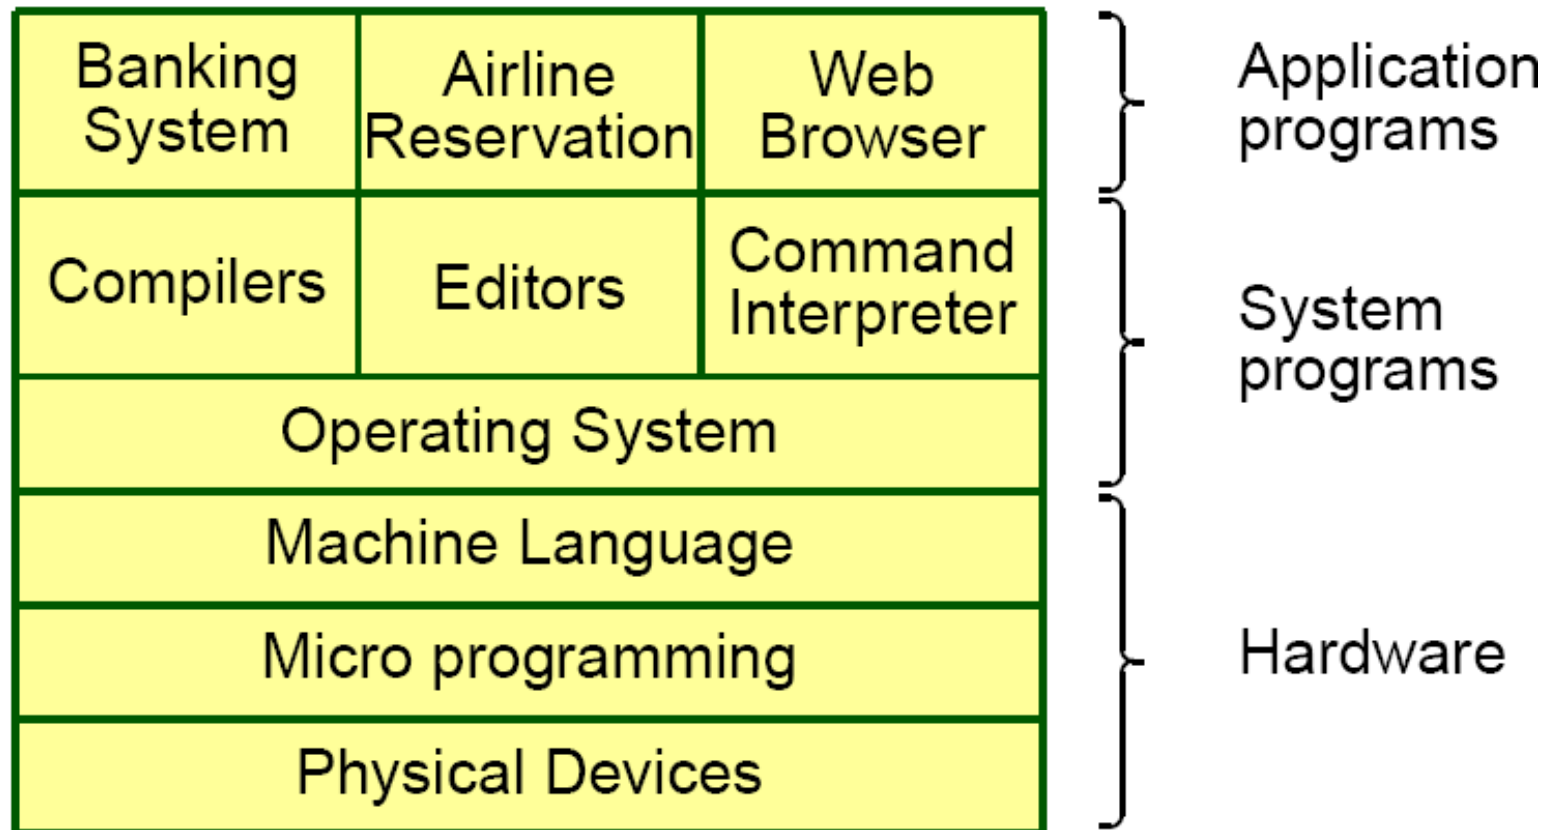 Banking
System
Airline
Reservation
Web
Browser
Application
programs
Compilers
Editors
Command
Interpreter
System
programs
Operating System
Machine Language
Micro programming
Hardware
Physical Devices